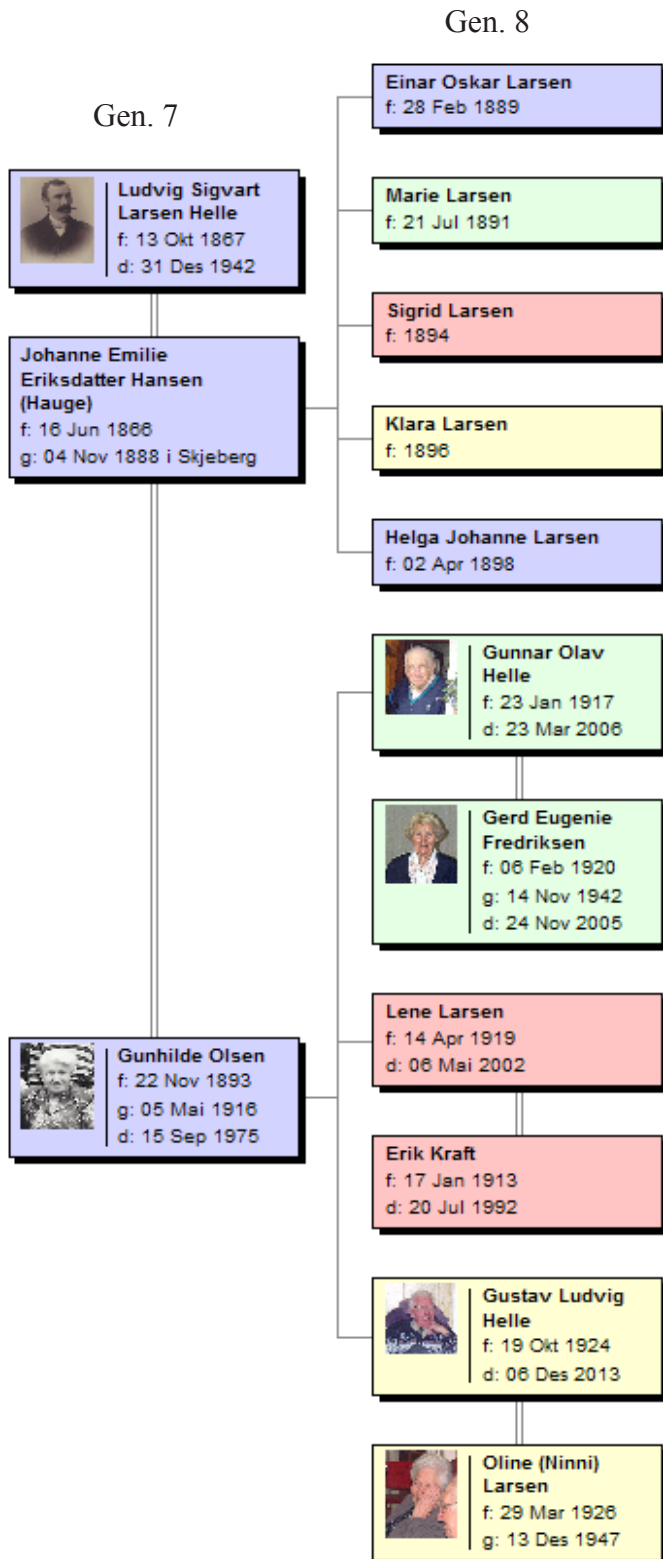 Gen. 7
Gen. 8
Ludvig Sigvart
Larsen Helle
f: 13 Okt 1867
d: 31 Des 1942
Johanne Emilie
Eriksdatter Hansen
(Hauge)
f: 16 Jun 1866
g: 04 Nov 1888 i Skjeberg
Einar Oskar Larsen
f: 28 Feb 1889
Marie Larsen
f: 21 Jul 1891
Sigrid Larsen
f: 1894
Klara Larsen
f: 1896
Helga Johanne Larsen
f: 02 Apr 1898
Gunhilde Olsen
f: 22 Nov 1893
g: 05 Mai 1916
d: 15 Sep 1975
Gunnar Olav
Helle
f: 23 Jan 1917
d: 23 Mar 2006
Gerd Eugenie
Fredriksen
f: 06 Feb 1920
g: 14 Nov 1942
d: 24 Nov 2005
Lene Larsen
f: 14 Apr 1919
d: 06 Mai 2002
Erik Kraft
f: 17 Jan 1913
d: 20 Jul 1992
Gustav Ludvig
Helle
f: 19 Okt 1924
d: 06 Des 2013
Oline (Ninni)
Larsen
f: 29 Mar 1926
g: 13 Des 1947